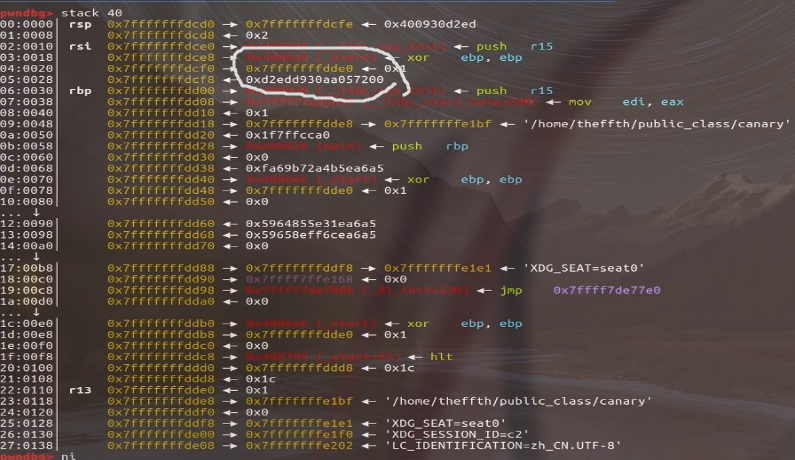 pwndbg> stack 40
00:0000│ rsp 0x7fffffffdcd0 → 0x7fffffffdcfe ← 0x400930d2ed
01:0008│ 0x7fffffffdcd8 ← 0x2
02:0010│ rsi 0x7fffffffdce0 → ← push r15
03:0018│ 0x7fffffffdce8 → (_start) ← xor ebp, ebp
04:0020│ 0x7fffffffdcf0 → 0x7fffffffdde0 ← 0x1
05:0028│ 0x7fffffffdcf8 ← 0xd2edd930aa057200
06:0030│ rbp 0x7fffffffdd00 → ← push r15
07:0038│ 0x7fffffffdd08 → ← mov edi, eax
08:0040│ 0x7fffffffdd10 ← 0x1
09:0048│ 0x7fffffffdd18 → 0x7fffffffdde8 → 0x7fffffffe1bf ← '/home/theffth/public_class/canary'
0a:0050│ 0x7fffffffdd20 ← 0x1f7ffcca0
0b:0058│ 0x7fffffffdd28 → (main) ← push rbp
0c:0060│ 0x7fffffffdd30 ← 0x0
0d:0068│ 0x7fffffffdd38 ← 0xfa69b72a4b5ea6a5
0e:0070│ 0x7fffffffdd40 → (_start) ← xor ebp, ebp
0f:0078│ 0x7fffffffdd48 → 0x7fffffffdde0 ← 0x1
10:0080│ 0x7fffffffdd50 ← 0x0
... ↓
12:0090│ 0x7fffffffdd60 ← 0x5964855e31ea6a5
13:0098│ 0x7fffffffdd68 ← 0x59658eff6cea6a5
14:00a0│ 0x7fffffffdd70 ← 0x0
... ↓
17:00b8│ 0x7fffffffdd88 → 0x7fffffffddf8 → 0x7fffffffe1e1 ← 'XDG_SEAT=seat0'
18:00c0│ 0x7fffffffdd90 → 0x7ffff7ffe168 ← 0x0
19:00c8│ 0x7fffffffdd98 → ← jmp 0x7ffff7de77e0
1a:00d0│ 0x7fffffffdda0 ← 0x0
... ↓
1c:00e0│ 0x7fffffffddb0 → (_start) ← xor ebp, ebp
1d:00e8│ 0x7fffffffddb8 → 0x7fffffffdde0 ← 0x1
1e:00f0│ 0x7fffffffddc0 ← 0x0
1f:00f8│ 0x7fffffffddc8 → ← hlt
20:0100│ 0x7fffffffddd0 → 0x7fffffffddd8 ← 0x1c
21:0108│ 0x7fffffffddd8 ← 0x1c
22:0110│ r13 0x7fffffffdde0 ← 0x1
23:0118│ 0x7fffffffdde8 → 0x7fffffffe1bf ← '/home/theffth/public_class/canary'
24:0120│ 0x7fffffffddf0 ← 0x0
25:0128│ 0x7fffffffddf8 → 0x7fffffffe1e1 ← 'XDG_SEAT=seat0'
26:0130│ 0x7fffffffde00 → 0x7fffffffe1f0 ← 'XDG_SESSION_ID=c2'
27:0138│ 0x7fffffffde08 → 0x7fffffffe202 ← 'LC_IDENTIFICATION=zh_CN.UTF-8'
pwndbg> ni